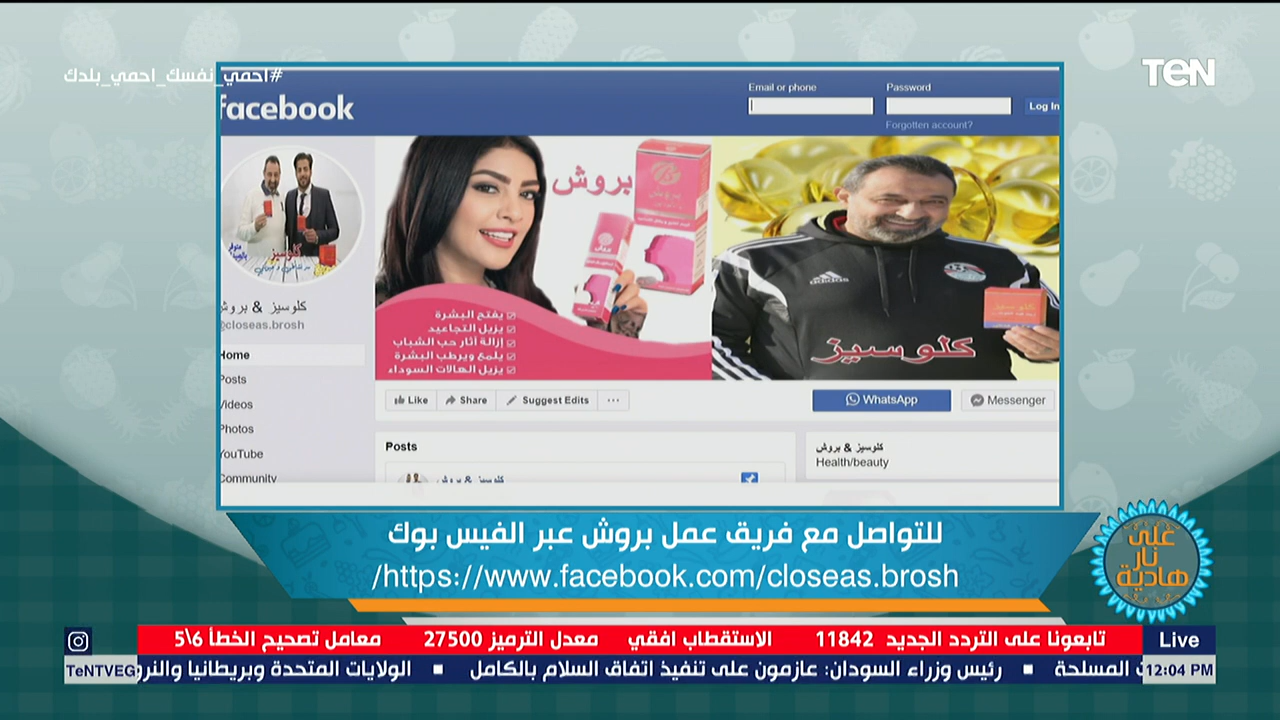 #احمي_نفسك_احمي_بلدك
TEN
facebook
Email or phone
Password
Log In
Forgotten account?
بروش
يفتح البشرة
يزيل التجاعيد
إزالة آثار حب الشباب
يلمع ويرطب البشرة
يزيل الهالات السوداء
كلوسيز
كلوسيز
كلوسيز
كلوسيز & بروش
@closeas.brosh
Home
Posts
Videos
Photos
YouTube
Community
Like
Share
Suggest Edits
WhatsApp
Messenger
Posts
كلوسيز & بروش
كلوسيز & بروش
Health/beauty
للتواصل مع فريق عمل بروش عبر الفيس بوك
https://www.facebook.com/closeas.brosh/
على نار هادية
تابعونا على التردد الجديد 11842 الاستقطاب افقي معدل الترميز 27500 معامل تصحيح الخطأ 6\5
Live
TeNTVEG
المسلحة ■ رئيس وزراء السودان: عازمون على تنفيذ اتفاق السلام بالكامل ■ الولايات المتحدة وبريطانيا والنر
12:04 PM